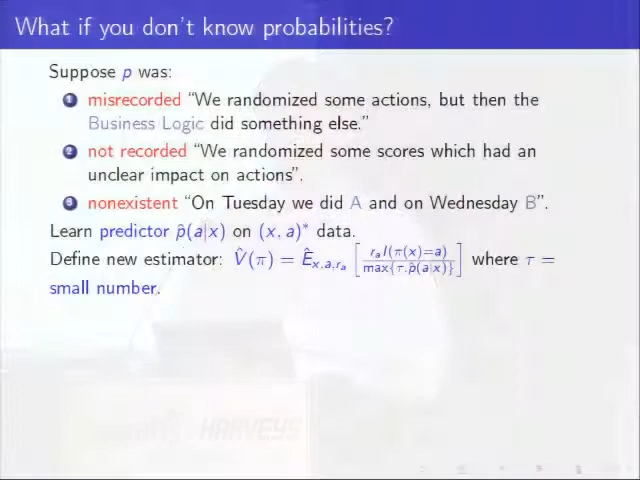 What if you don't know probabilities?
Suppose p was:
1 misrecorded “We randomized some actions, but then the
Business Logic did something else.”
2 not recorded “We randomized some scores which had an
unclear impact on actions”.
3 nonexistent “On Tuesday we did A and on Wednesday B”.
Learn predictor p̂(a|x) on (x, a)* data.
Define new estimator: V̂(π) = Ê_{x,a,r_a} [ r_a I(π(x)=a) / max{τ,p̂(a|x)} ] where τ =
small number.
HARVEYS